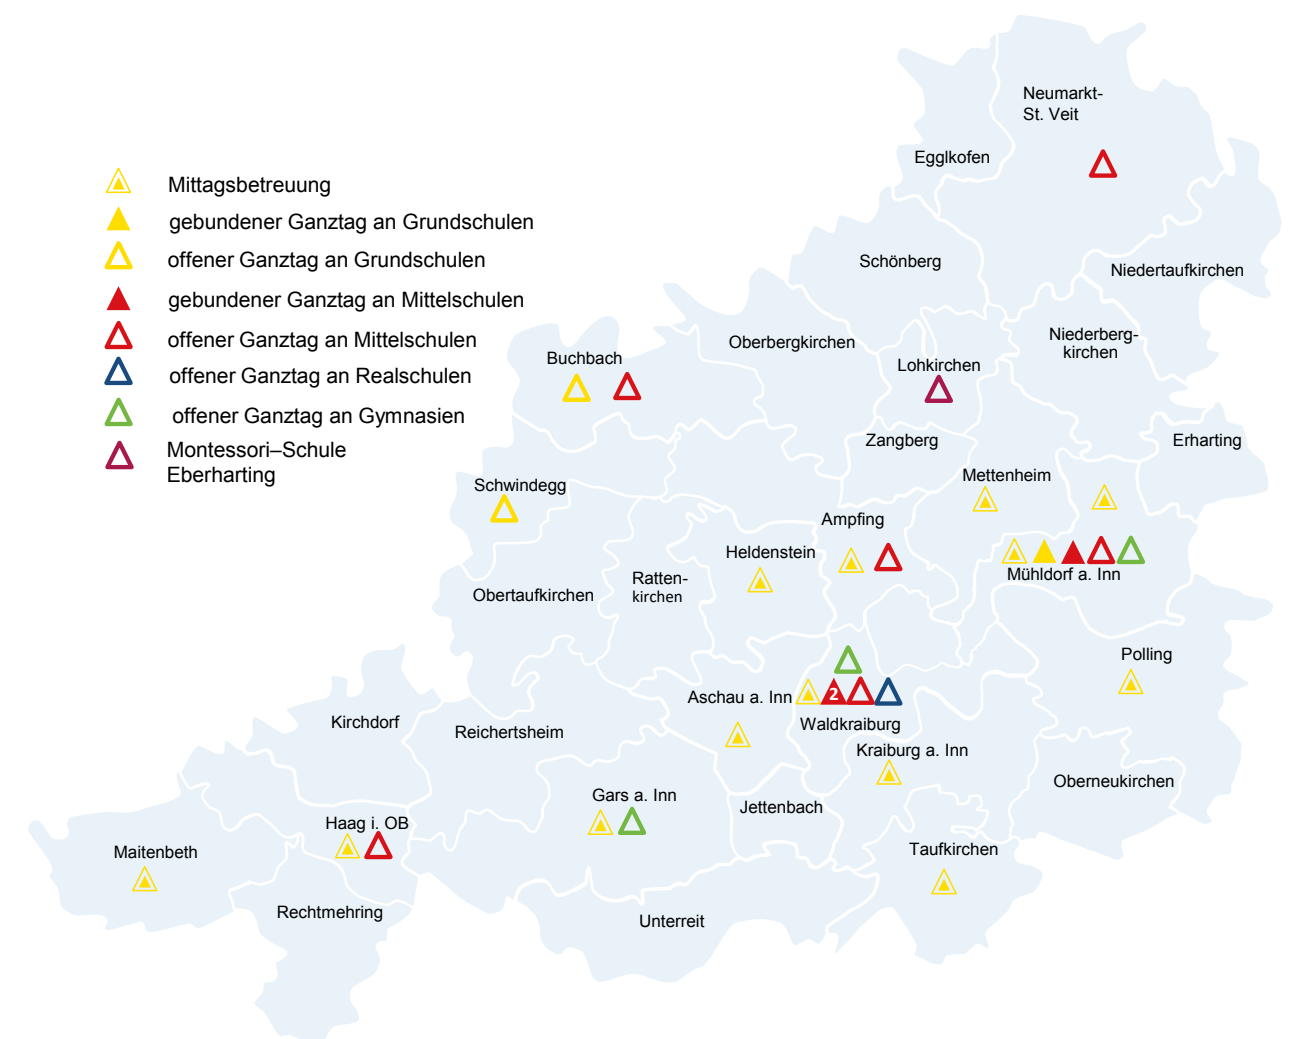 Mittagsbetreuung
gebundener Ganztag an Grundschulen
offener Ganztag an Grundschulen
gebundener Ganztag an Mittelschulen
offener Ganztag an Mittelschulen
offener Ganztag an Realschulen
offener Ganztag an Gymnasien
Montessori–Schule
Eberharting
Neumarkt-
St. Veit
Egglkofen
Schönberg
Niedertaufkirchen
Oberbergkirchen
Niederberg-
kirchen
Buchbach
Lohkirchen
Zangberg
Erharting
Mettenheim
Schwindegg
Ampfing
Heldenstein
Mühldorf a. Inn
Ratten-
kirchen
Obertaufkirchen
Polling
Aschau a. Inn
2
Waldkraiburg
Kirchdorf
Reichertsheim
Kraiburg a. Inn
Oberneukirchen
Gars a. Inn
Jettenbach
Haag i. OB
Maitenbeth
Taufkirchen
Rechtmehring
Unterreit